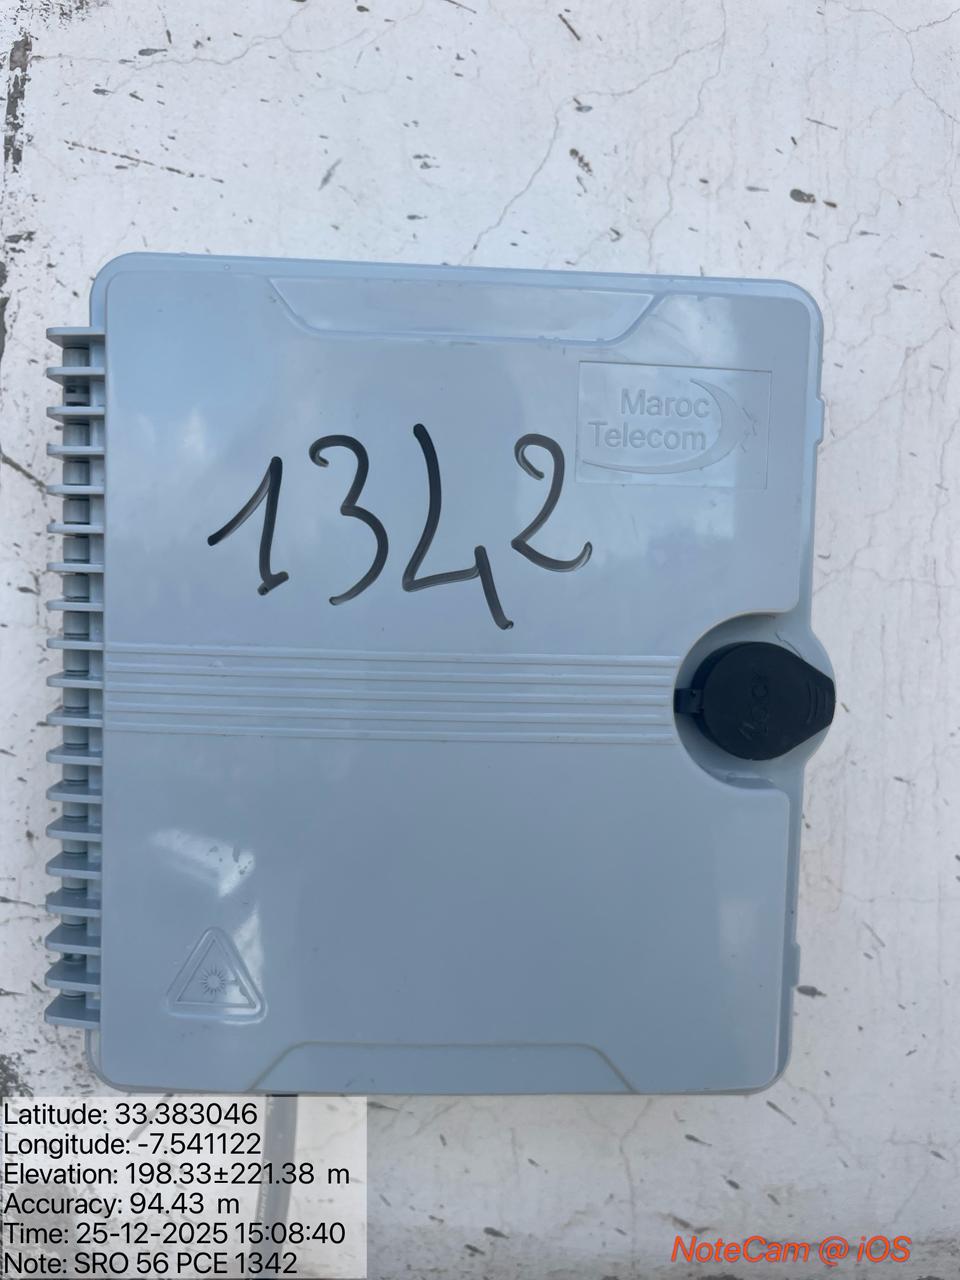 Maroc
Telecom
1342
LOCK
Latitude: 33.383046
Longitude: -7.541122
Elevation: 198.33±221.38 m
Accuracy: 94.43 m
Time: 25-12-2025 15:08:40
Note: SRO 56 PCE 1342
NoteCam @ iOS